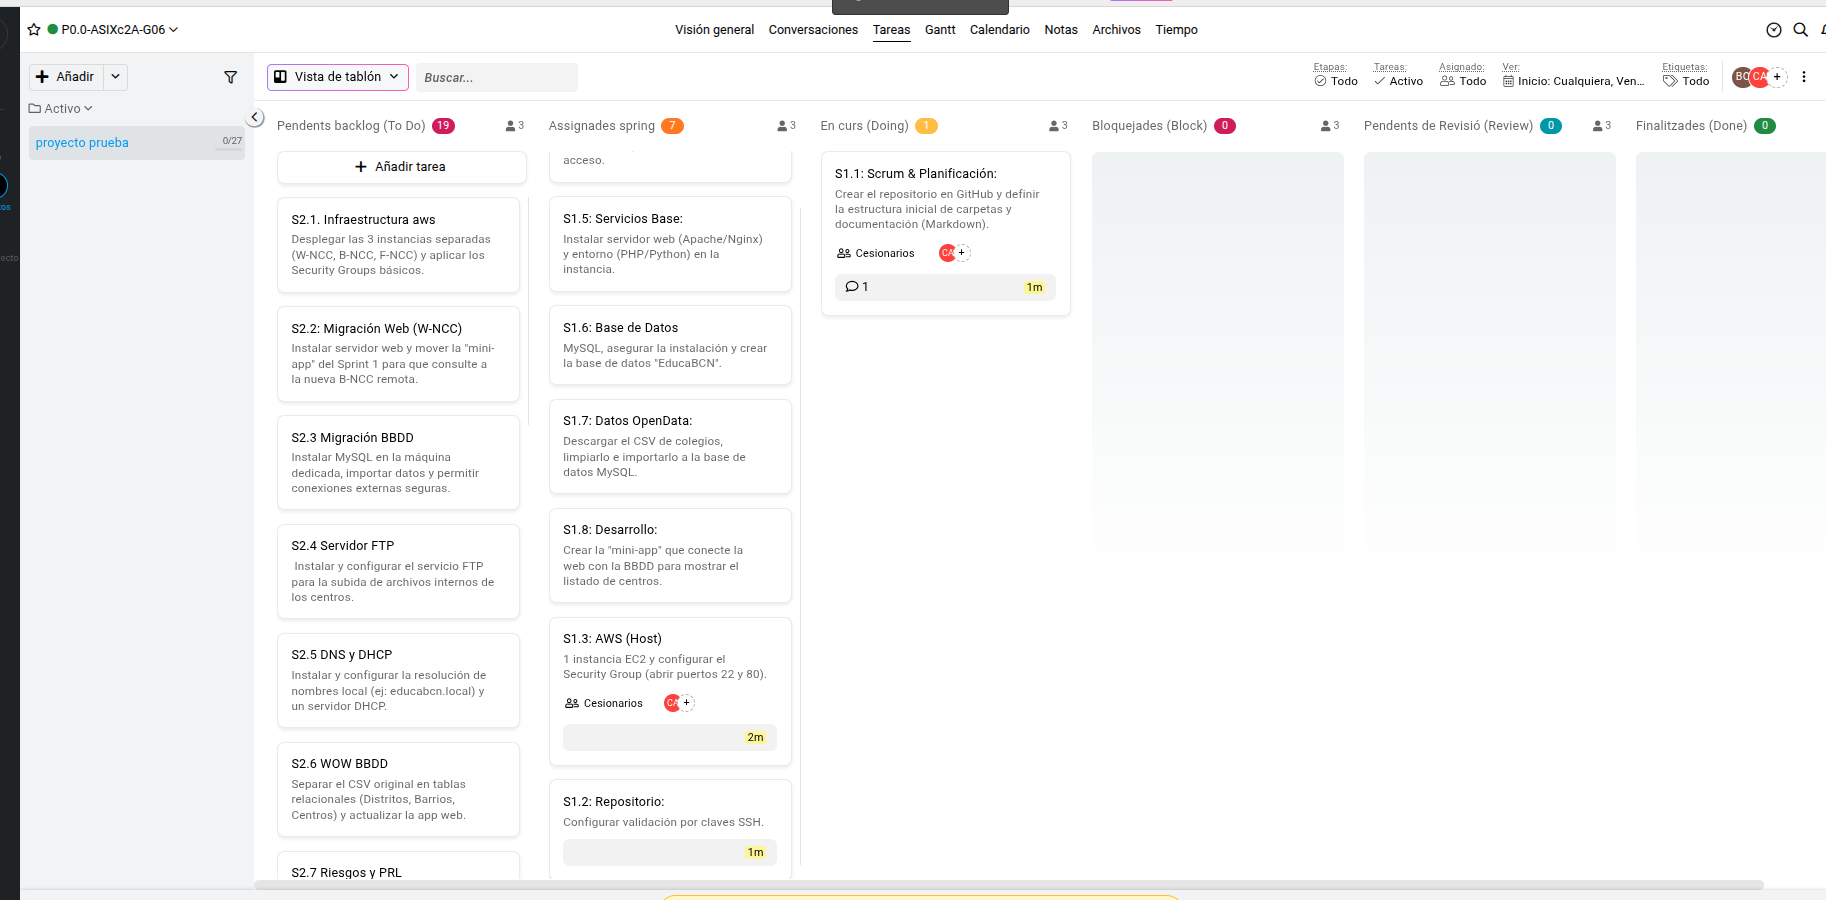 P0.0-ASIXc2A-G06
Visión general
Conversaciones
Tareas
Gantt
Calendario
Notas
Archivos
Tiempo
Añadir
Vista de tablón
Buscar...
Etapas:
Todo
Tareas:
Activo
Asignado:
Todo
Ver:
Inicio: Cualquiera, Ven...
Etiquetas:
Todo
CA
+
Activo
proyecto prueba
0/27
Pendents backlog (To Do) 19
3
Añadir tarea
S2.1. Infraestructura aws
Desplegar las 3 instancias separadas
(W-NCC, B-NCC, F-NCC) y aplicar los
Security Groups básicos.
S2.2: Migración Web (W-NCC)
Instalar servidor web y mover la "mini-
app" del Sprint 1 para que consulte a
la nueva B-NCC remota.
S2.3 Migración BBDD
Instalar MySQL en la máquina
dedicada, importar datos y permitir
conexiones externas seguras.
S2.4 Servidor FTP
Instalar y configurar el servicio FTP
para la subida de archivos internos de
los centros.
S2.5 DNS y DHCP
Instalar y configurar la resolución de
nombres local (ej: educabcn.local) y
un servidor DHCP.
S2.6 WOW BBDD
Separar el CSV original en tablas
relacionales (Distritos, Barrios,
Centros) y actualizar la app web.
S2.7 Riesgos y PRL
Assignades spring 7
3
acceso.
S1.5: Servicios Base:
Instalar servidor web (Apache/Nginx)
y entorno (PHP/Python) en la
instancia.
S1.6: Base de Datos
MySQL, asegurar la instalación y crear
la base de datos "EducaBCN".
S1.7: Datos OpenData:
Descargar el CSV de colegios,
limpiarlo e importarlo a la base de
datos MySQL.
S1.8: Desarrollo:
Crear la "mini-app" que conecte la
web con la BBDD para mostrar el
listado de centros.
S1.3: AWS (Host)
1 instancia EC2 y configurar el
Security Group (abrir puertos 22 y 80).
Cesionarios CA +
2m
S1.2: Repositorio:
Configurar validación por claves SSH.
1m
En curs (Doing) 1
3
S1.1: Scrum & Planificación:
Crear el repositorio en GitHub y definir
la estructura inicial de carpetas y
documentación (Markdown).
Cesionarios CA +
1
1m
Bloquejades (Block) 0
3
Pendents de Revisió (Review) 0
3
Finalitzades (Done) 0